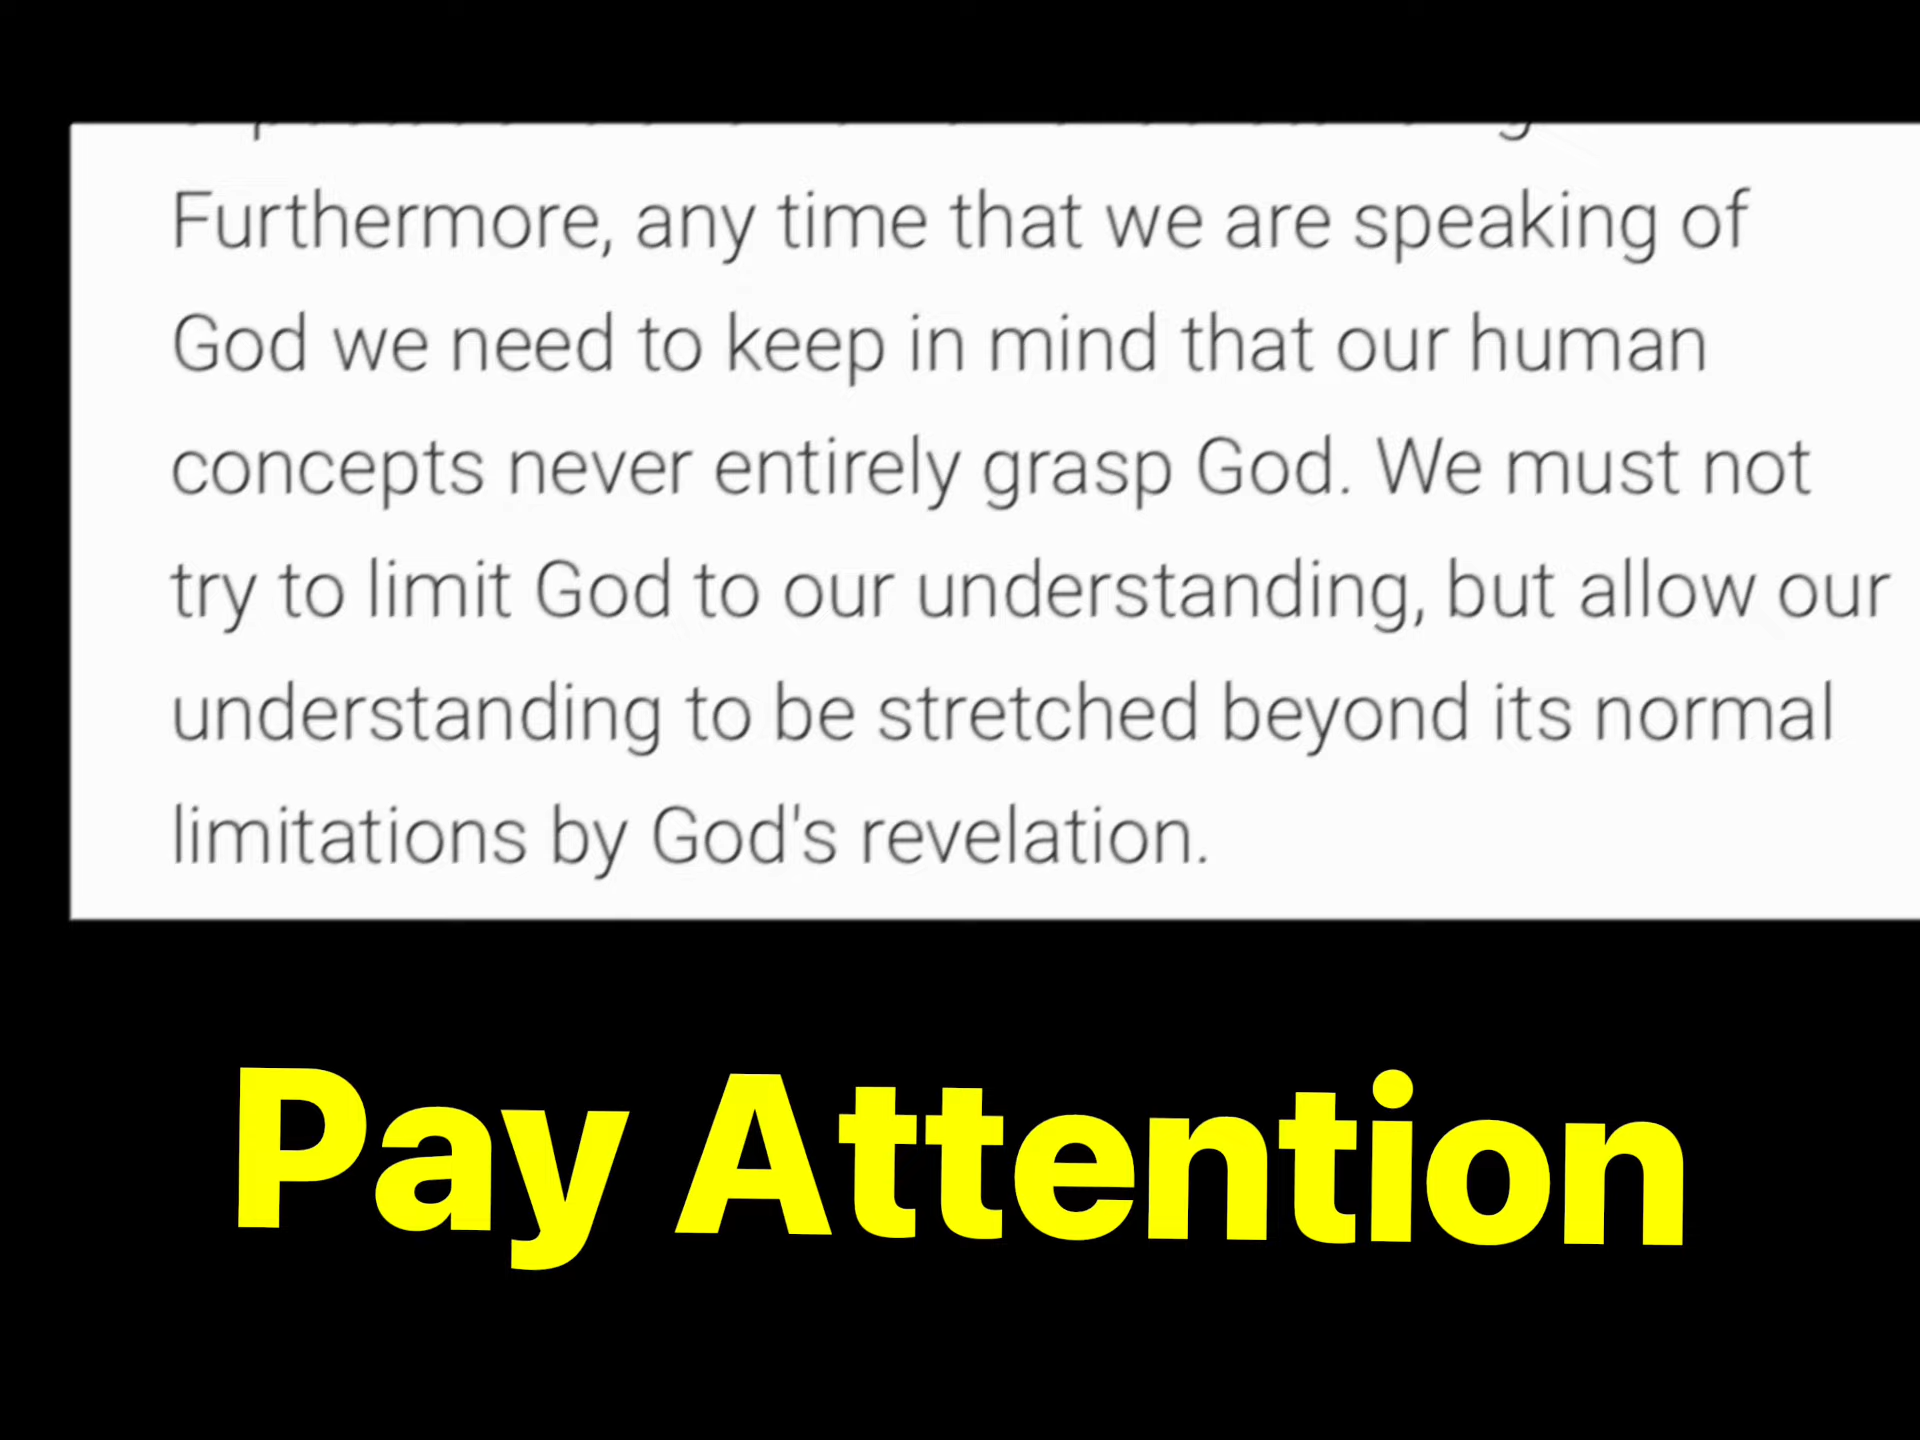 Furthermore, any time that we are speaking of
God we need to keep in mind that our human
concepts never entirely grasp God. We must not
try to limit God to our understanding, but allow our
understanding to be stretched beyond its normal
limitations by God's revelation.
Pay Attention